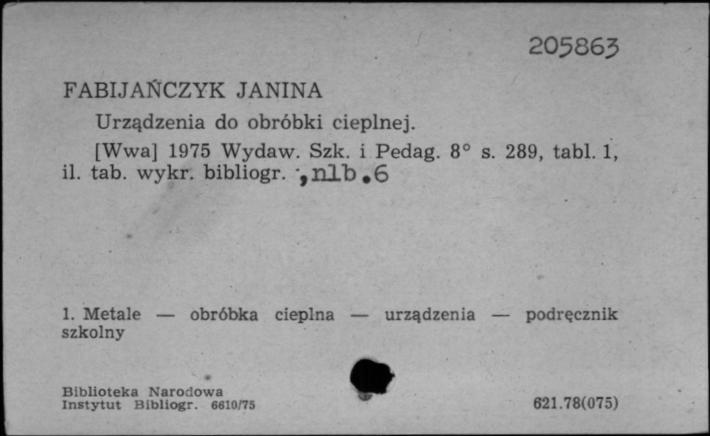 205863
FABIJAŃCZYK JANINA
Urządzenia do obróbki cieplnej.
[Wwa] 1975 Wydaw. Szk. i Pedag. 8° s. 289, tabl. 1,
il. tab. wykr. bibliogr. ,nlb.6
1. Metale — obróbka cieplna — urządzenia — podręcznik
szkolny
Biblioteka Narodowa
Instytut Bibliogr. 6610/75
621.78(075)